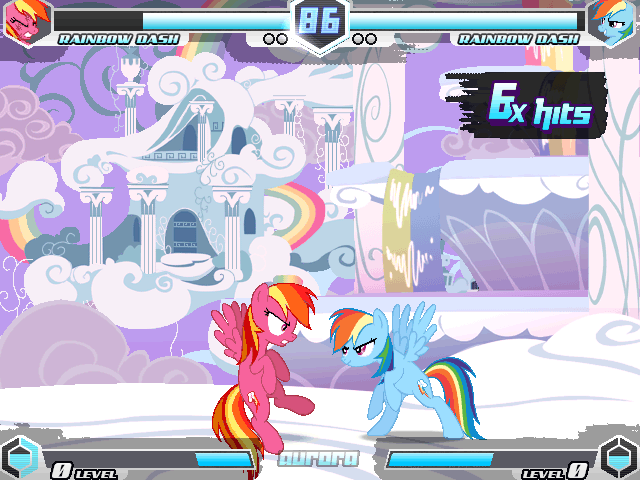 86
RAINBOW DASH
RAINBOW DASH
6x hits
0 LEVEL
aurora
LEVEL 0